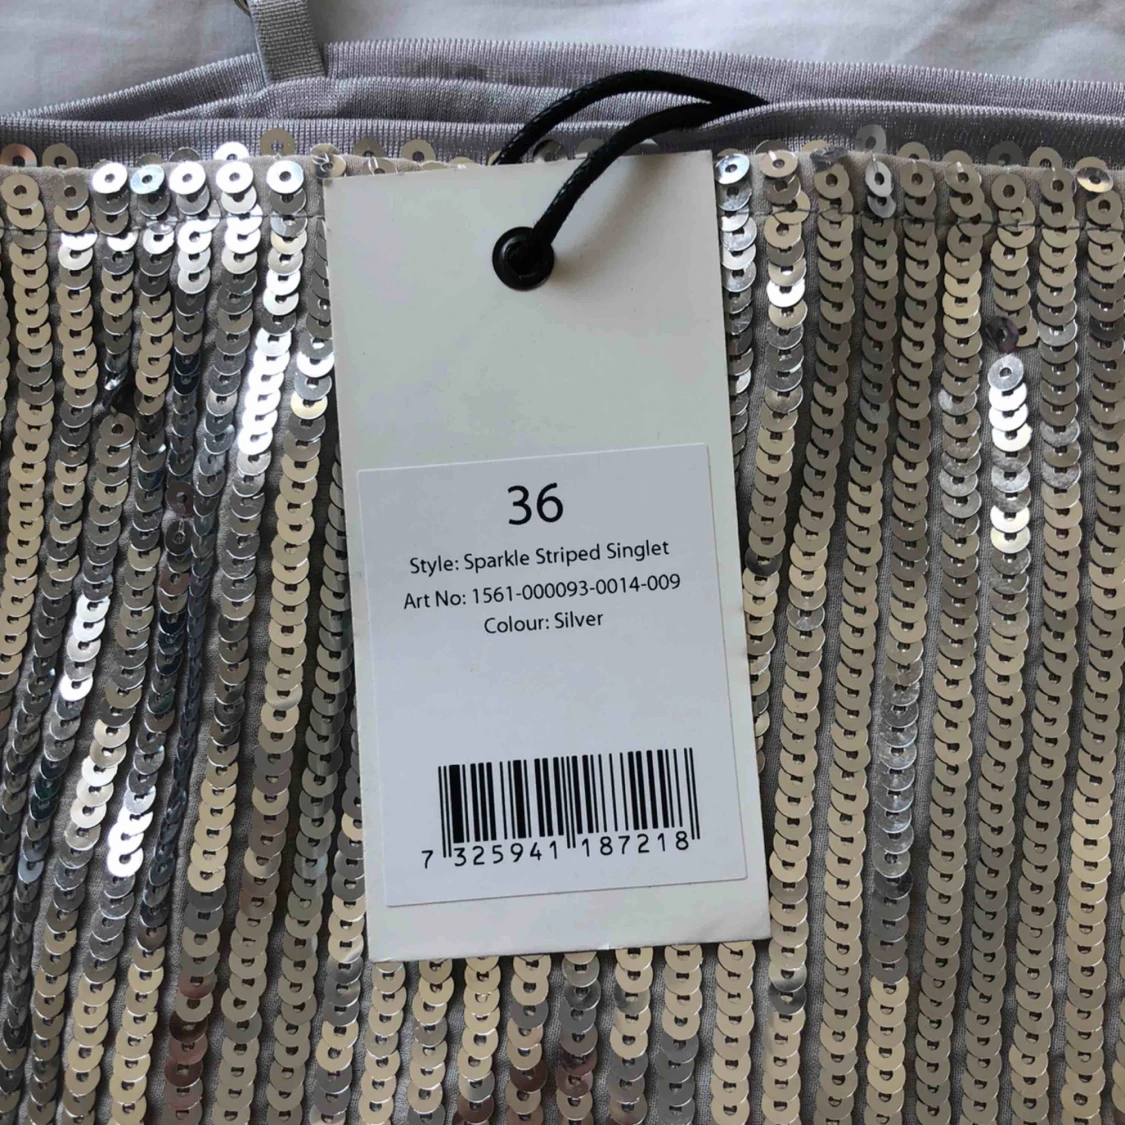 36
Style: Sparkle Striped Singlet
Art No: 1561-000093-0014-009
Colour: Silver
7 325941 187218